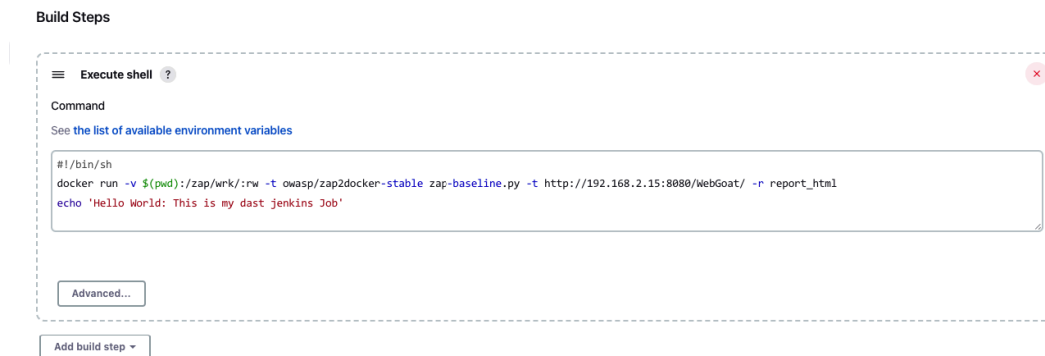 Build Steps
Execute shell ?
Command
See the list of available environment variables
#!/bin/sh
docker run -v $(pwd):/zap/wrk/:rw -t owasp/zap2docker-stable zap-baseline.py -t http://192.168.2.15:8080/WebGoat/ -r report_html
echo 'Hello World: This is my dast jenkins Job'
Advanced...
Add build step